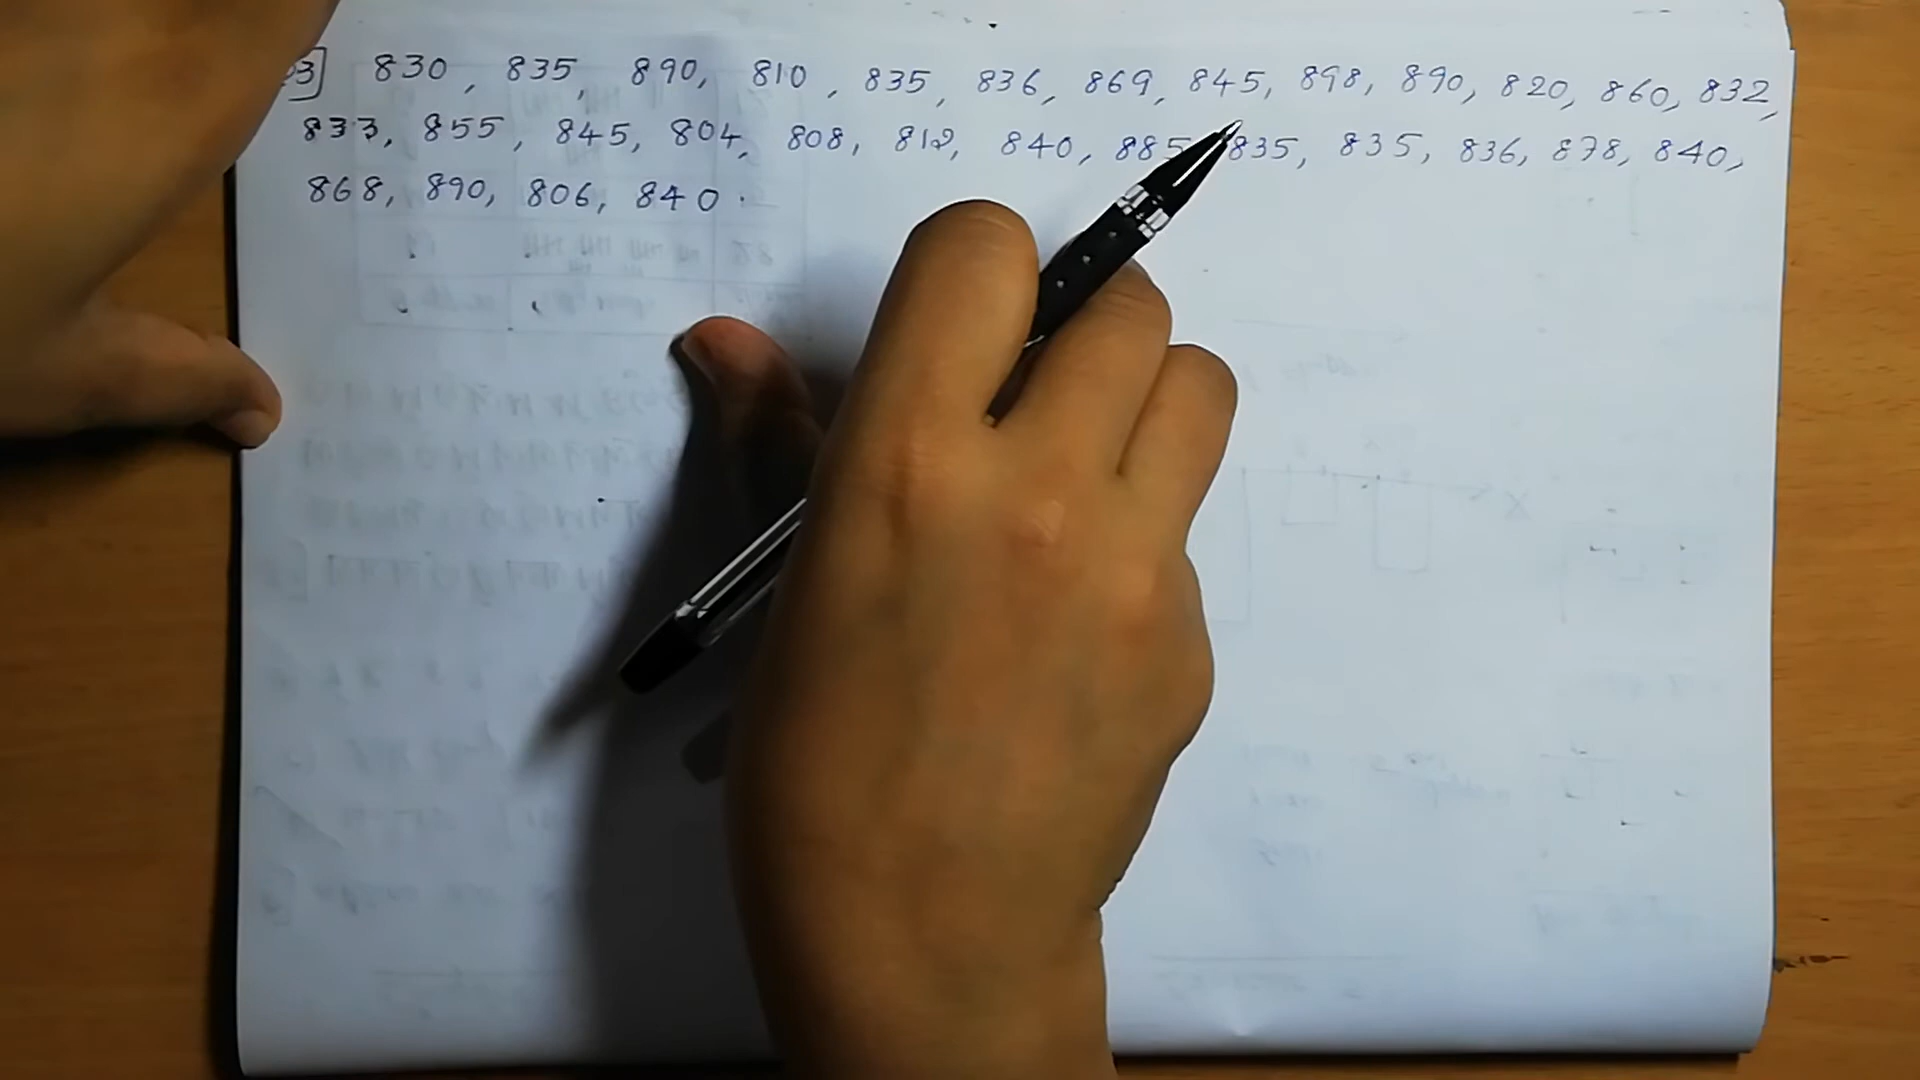 3] 830, 835, 890, 810, 835, 836, 869, 845, 898, 890, 820, 860, 832,
833, 855, 845, 804, 808, 812, 840, 885 835, 835, 836, 878, 840,
868, 890, 806, 840.